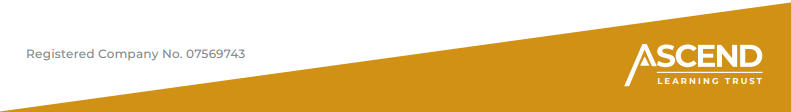 Registered Company No. 07569743
ASCEND
LEARNING TRUST